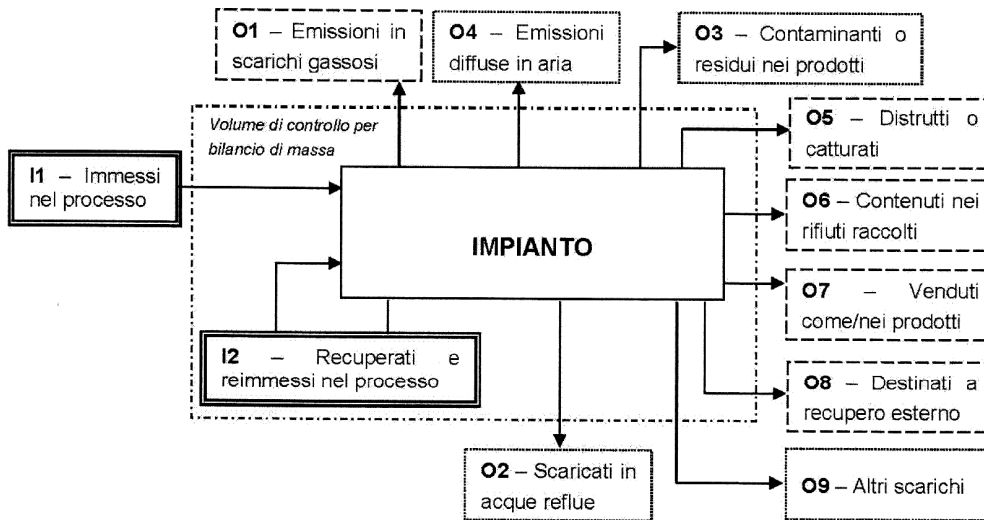 O1 – Emissioni in
scarichi gassosi
O4 – Emissioni
diffuse in aria
O3 – Contaminanti o
residui nei prodotti
Volume di controllo per
bilancio di massa
O5 – Distrutti o
catturati
I1 – Immessi
nel processo
O6 – Contenuti nei
rifiuti raccolti
IMPIANTO
O7 – Venduti
come/nei prodotti
I2 – Recuperati e
reimmessi nel processo
O8 – Destinati a
recupero esterno
O2 – Scaricati in
acque reflue
O9 – Altri scarichi